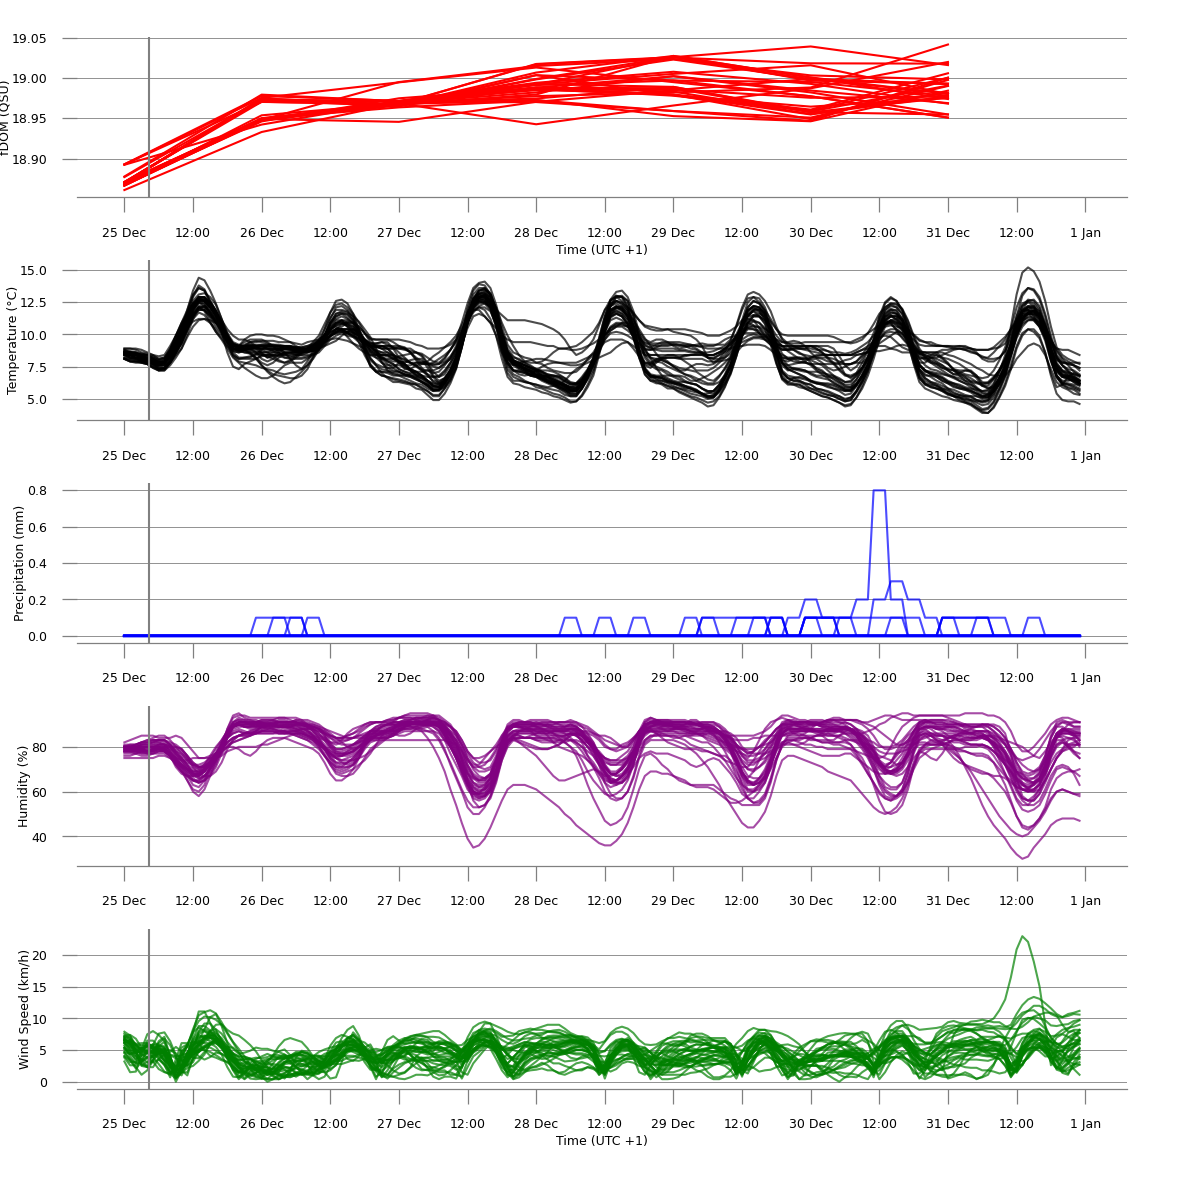 19.05
19.00
18.95
18.90
fDOM (QSU)
25 Dec 12:00 26 Dec 12:00 27 Dec 12:00 28 Dec 12:00 29 Dec 12:00 30 Dec 12:00 31 Dec 12:00 1 Jan
Time (UTC +1)
15.0
12.5
10.0
7.5
5.0
Temperature (°C)
25 Dec 12:00 26 Dec 12:00 27 Dec 12:00 28 Dec 12:00 29 Dec 12:00 30 Dec 12:00 31 Dec 12:00 1 Jan
0.8
0.6
0.4
0.2
0.0
Precipitation (mm)
25 Dec 12:00 26 Dec 12:00 27 Dec 12:00 28 Dec 12:00 29 Dec 12:00 30 Dec 12:00 31 Dec 12:00 1 Jan
80
60
40
Humidity (%)
25 Dec 12:00 26 Dec 12:00 27 Dec 12:00 28 Dec 12:00 29 Dec 12:00 30 Dec 12:00 31 Dec 12:00 1 Jan
20
15
10
5
0
Wind Speed (km/h)
25 Dec 12:00 26 Dec 12:00 27 Dec 12:00 28 Dec 12:00 29 Dec 12:00 30 Dec 12:00 31 Dec 12:00 1 Jan
Time (UTC +1)